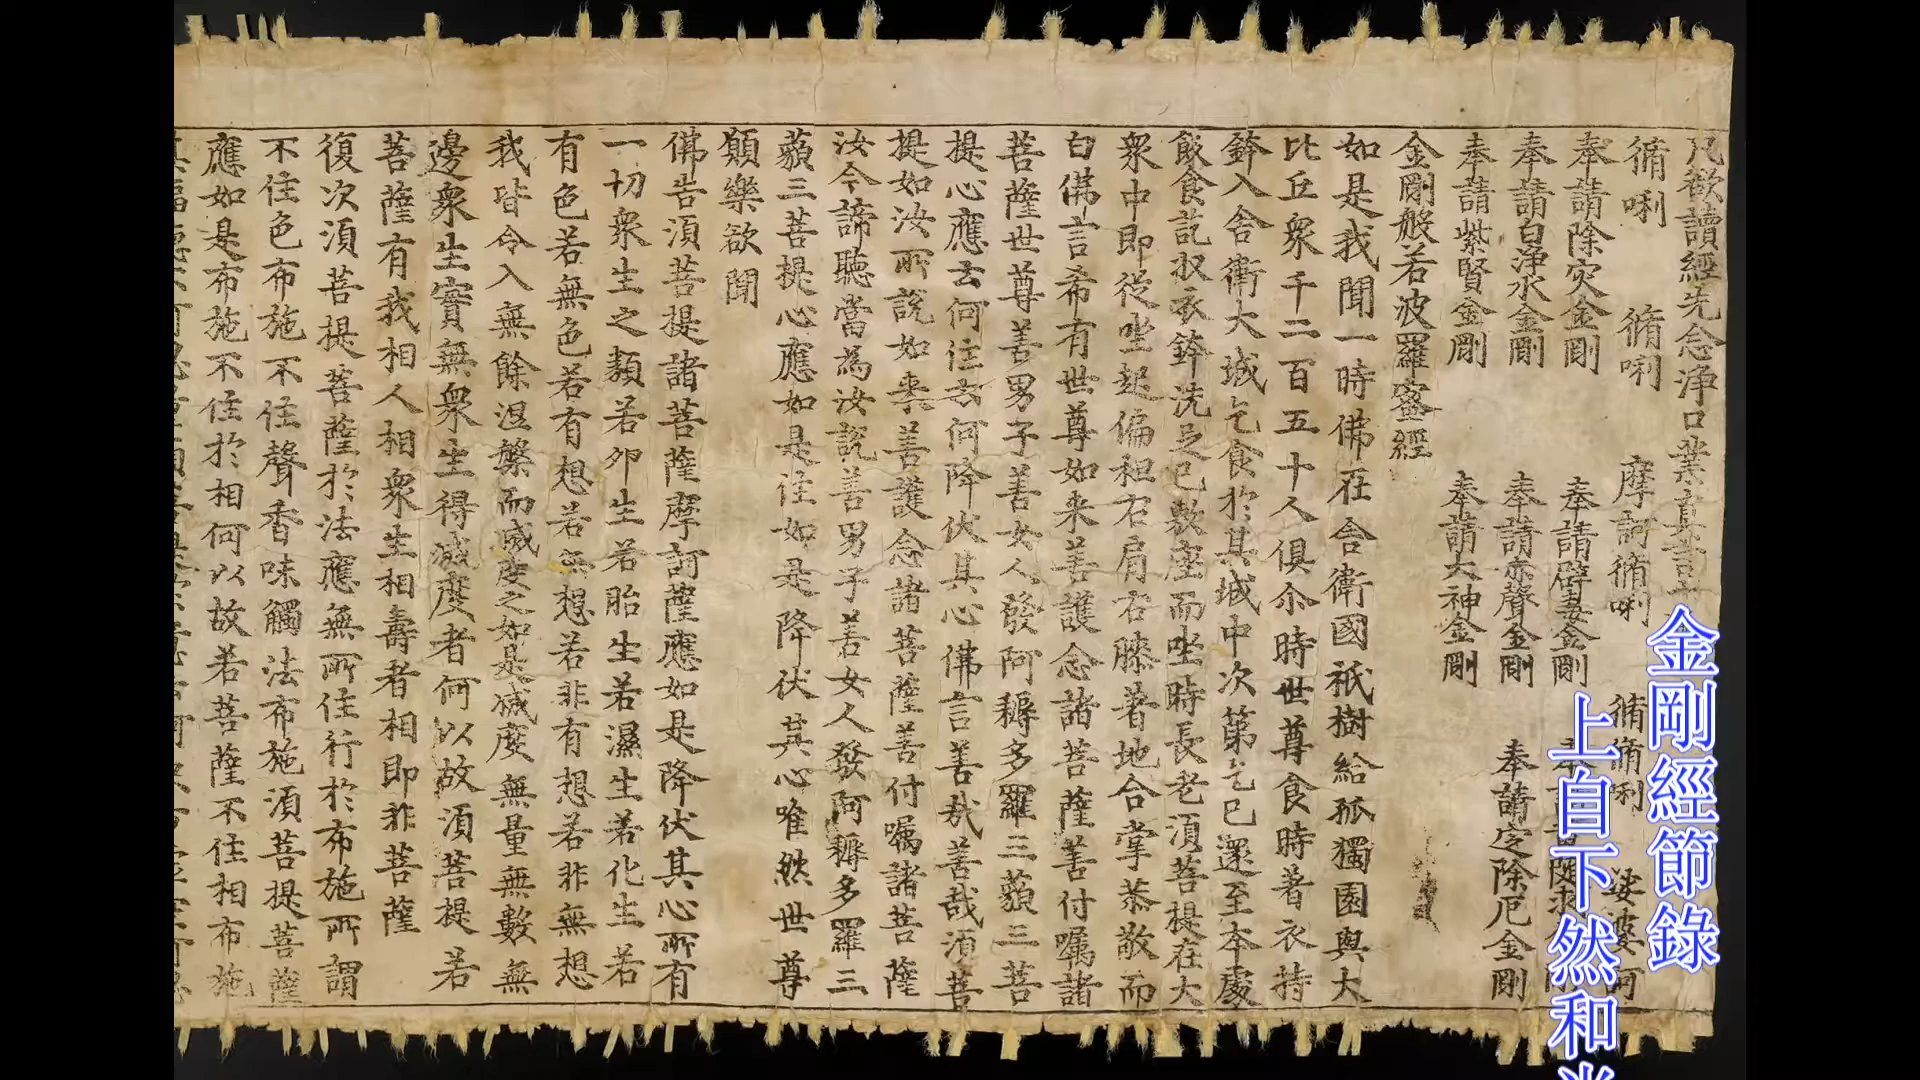 凡欲讀經先念淨口業真言
脩唎 脩唎 摩訶脩唎 脩脩唎 娑婆訶
奉請除灾金剛 奉請辟毒金剛
奉請白淨水金剛 奉請赤聲金剛 奉請定除厄金剛
奉請紫賢金剛 奉請大神金剛
金剛般若波羅蜜經
如是我聞一時佛在舍衛國祇樹給孤獨園與大
比丘衆千二百五十人俱尒時世尊食時著衣持
鉢入舍衛大城乞食於其城中次第乞已還至本處
飯食訖収衣鉢洗足已敷座而坐時長老須菩提在大
衆中即從坐起偏袒右肩右膝著地合掌恭敬而
白佛言希有世尊如来善護念諸菩薩善付囑諸
菩薩世尊善男子善女人發阿耨多羅三藐三菩
提心應云何住云何降伏其心佛言善哉善哉須菩
提如汝所說如来善護念諸菩薩善付囑諸菩薩
汝今諦聽當為汝說善男子善女人發阿耨多羅三
藐三菩提心應如是住如是降伏其心唯然世尊
願樂欲聞
佛告須菩提諸菩薩摩訶薩應如是降伏其心所有
一切衆生之類若夘生若胎生若濕生若化生若
有色若無色若有想若無想若非有想若非無想
我皆令入無餘涅槃而滅度之如是滅度無量無數無
邊衆生實無衆生得滅度者何以故須菩提若
菩薩有我相人相衆生相壽者相即非菩薩
復次須菩提菩薩於法應無所住行於布施所謂
不住色布施不住聲香味觸法布施須菩提菩薩
應如是布施不住於相何以故若菩薩不住相布施
金剛經節錄
上自下然和